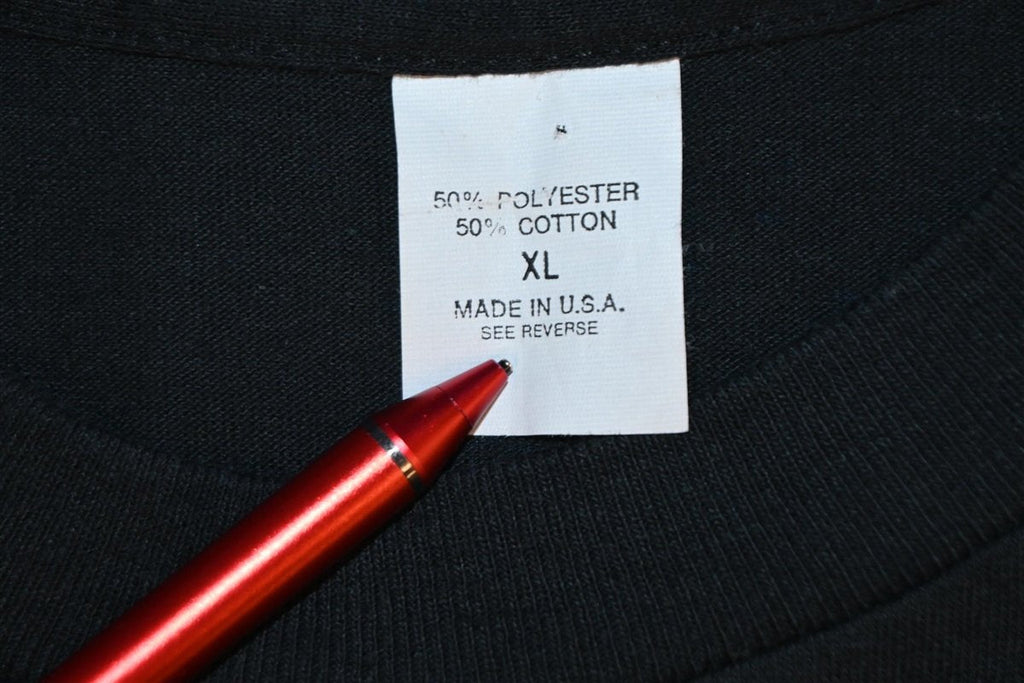 50% POLYESTER
50% COTTON
XL
MADE IN U.S.A.
SEE REVERSE